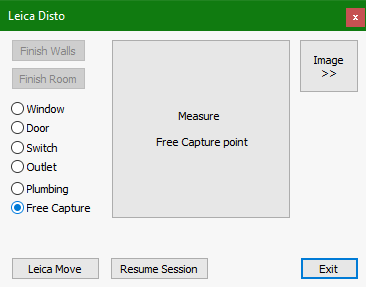 Leica Disto
x
Finish Walls
Finish Room
Window
Door
Switch
Outlet
Plumbing
Free Capture
Measure
Free Capture point
Image
>>
Leica Move
Resume Session
Exit